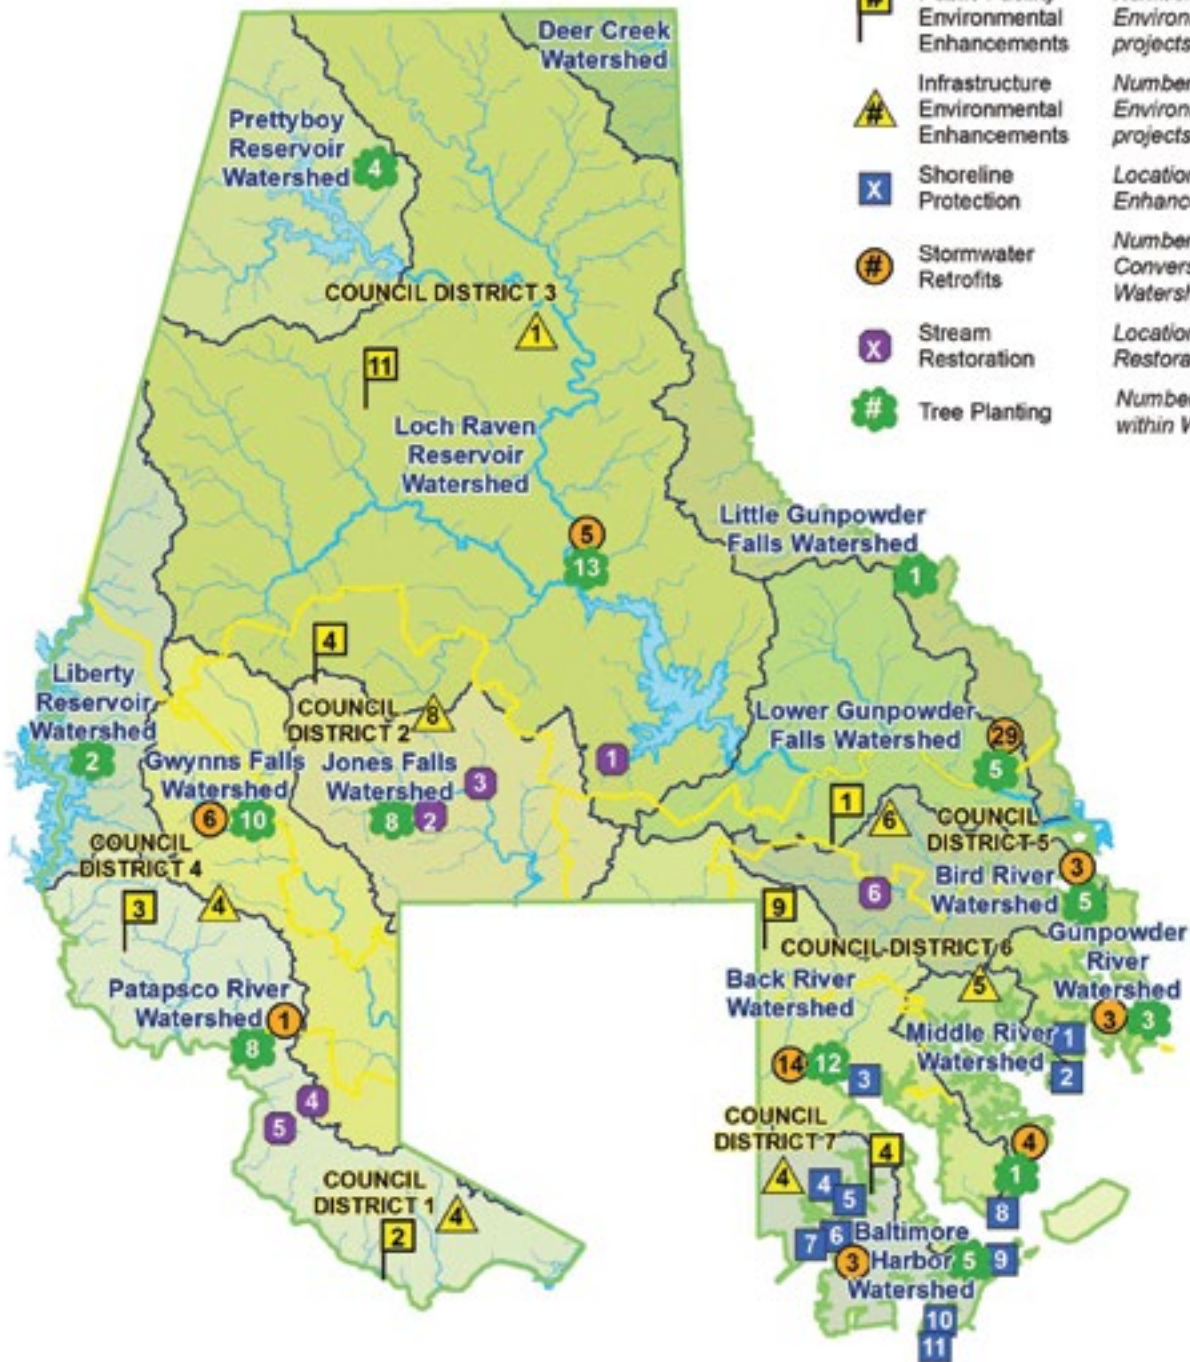 #
Environmental
Enhancements
Environ
projects
#
Infrastructure
Environmental
Enhancements
Number
Environ
projects
X
Shoreline
Protection
Location
Enhance
#
Stormwater
Retrofits
Number
Convers
Watersh
X
Stream
Restoration
Location
Restora
#
Tree Planting
Number
within W
Deer Creek
Watershed
Prettyboy
Reservoir
Watershed
4
COUNCIL DISTRICT 3
1
11
Loch Raven
Reservoir
Watershed
5
13
Little Gunpowder
Falls Watershed
1
4
Liberty
Reservoir
Watershed
2
COUNCIL
DISTRICT 2
8
Gwynns Falls
Watershed
6
10
Jones Falls
Watershed
8
2
3
1
Lower Gunpowder
Falls Watershed
29
5
1
6
COUNCIL
DISTRICT-5
COUNCIL
DISTRICT 4
3
4
Bird River
Watershed
3
5
6
9
COUNCIL-DISTRICT 6
5
Gunpowder
River
Watershed
3
3
Patapsco River
Watershed
1
8
Back River
Watershed
14
12
3
Middle River
Watershed
1
2
4
5
COUNCIL
DISTRICT 7
4
4
4
5
6
7
4
1
8
COUNCIL
DISTRICT 1
2
4
Baltimore
Harbor
Watershed
3
5
9
10
11